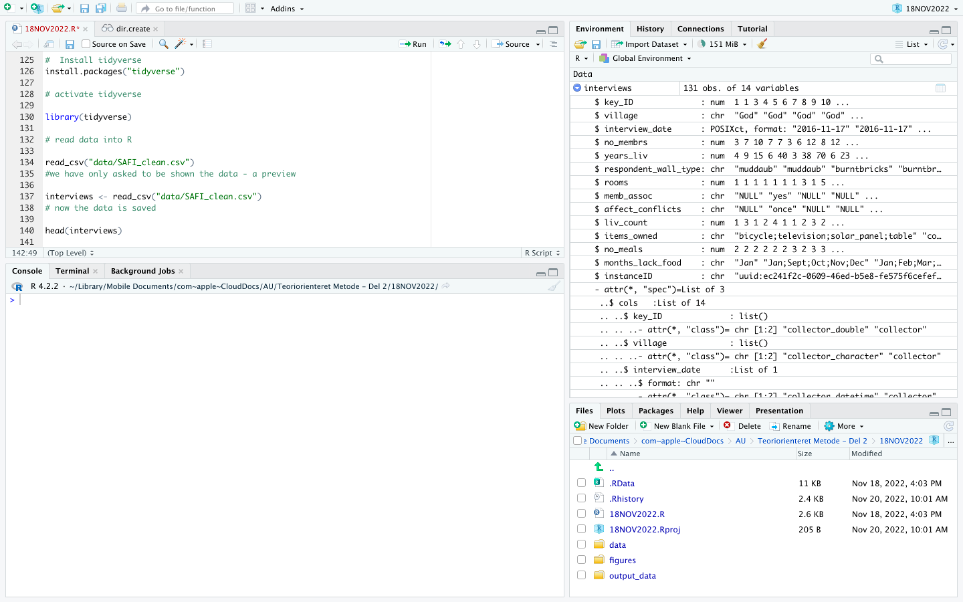 Go to file/function
Addins
18NOV2022
18NOV2022.R*
dir.create
Source on Save
Run
Source
125 # Install tidyverse
126 install.packages("tidyverse")
127
128 # activate tidyverse
129
130 library(tidyverse)
131
132 # read data into R
133
134 read_csv("data/SAFI_clean.csv")
135 #we have only asked to be shown the data - a preview
136
137 interviews <- read_csv("data/SAFI_clean.csv")
138 # now the data is saved
139
140 head(interviews)
141
142:49 (Top Level) R Script
Console Terminal Background Jobs
R 4.2.2 · ~/Library/Mobile Documents/com~apple~CloudDocs/AU/Teoriorienteret Metode - Del 2/18NOV2022/
>
Environment History Connections Tutorial
Import Dataset 151 MiB List
R Global Environment
Data
interviews 131 obs. of 14 variables
$ key_ID : num 1 1 3 4 5 6 7 8 9 10 ...
$ village : chr "God" "God" "God" "God" ...
$ interview_date : POSIXct, format: "2016-11-17" "2016-11-17" ...
$ no_membrs : num 3 7 10 7 7 3 6 12 8 12 ...
$ years_liv : num 4 9 15 6 40 3 38 70 6 23 ...
$ respondent_wall_type: chr "muddaub" "muddaub" "burntbricks" "burntbr…
$ rooms : num 1 1 1 1 1 1 1 3 1 5 ...
$ memb_assoc : chr "NULL" "yes" "NULL" "NULL" ...
$ affect_conflicts : chr "NULL" "once" "NULL" "NULL" ...
$ liv_count : num 1 3 1 2 4 1 1 2 3 2 ...
$ items_owned : chr "bicycle;television;solar_panel;table" "co…
$ no_meals : num 2 2 2 2 2 2 3 2 3 3 ...
$ months_lack_food : chr "Jan" "Jan;Sept;Oct;Nov;Dec" "Jan;Feb;Mar;…
$ instanceID : chr "uuid:ec241f2c-0609-46ed-b5e8-fe575f6cefef…
- attr(*, "spec")=List of 3
..$ cols :List of 14
.. ..$ key_ID : list()
.. .. ..- attr(*, "class")= chr [1:2] "collector_double" "collector"
.. ..$ village : list()
.. .. ..- attr(*, "class")= chr [1:2] "collector_character" "collector"
.. ..$ interview_date :List of 1
.. .. ..$ format: chr ""
.. .. ..- attr(*, "class")= chr [1:2] "collector_datetime" "collector"
Files Plots Packages Help Viewer Presentation
New Folder New Blank File Delete Rename More
e Documents > com~apple~CloudDocs > AU > Teoriorienteret Metode - Del 2 > 18NOV2022 ...
Name Size Modified
..
.RData 11 KB Nov 18, 2022, 4:03 PM
.Rhistory 2.4 KB Nov 20, 2022, 10:01 AM
18NOV2022.R 2.6 KB Nov 18, 2022, 4:03 PM
18NOV2022.Rproj 205 B Nov 20, 2022, 10:01 AM
data
figures
output_data